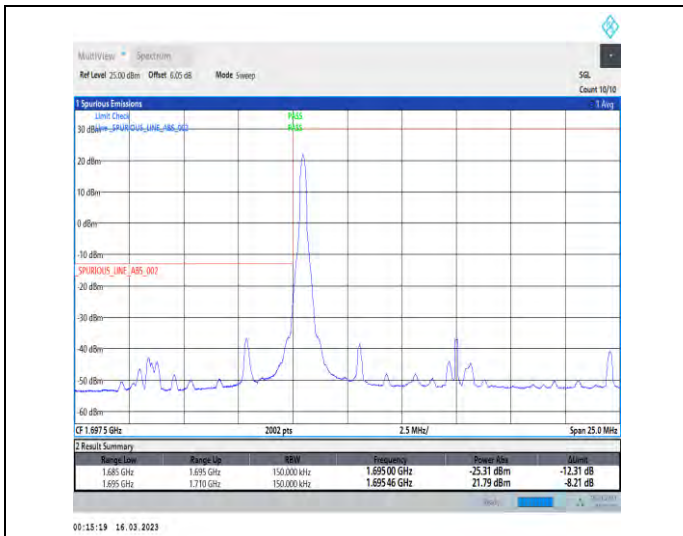 MultiView Spectrum
Ref Level 25.00 dBm Offset 6.05 dB Mode Sweep SGL
Count 10/10
1 Spurious Emissions 1 Avg
Limit Check PASS
30 dBm Line _SPURIOUS_LINE_ABS_002 PASS
20 dBm
10 dBm
0 dBm
-10 dBm
_SPURIOUS_LINE_ABS_002
-20 dBm
-30 dBm
-40 dBm
-50 dBm
-60 dBm
CF 1.6975 GHz 2002 pts 2.5 MHz/ Span 25.0 MHz
2 Result Summary
Range Low Range Up RBW Frequency Power Abs ΔLimit
1.685 GHz 1.695 GHz 150.000 kHz 1.69500 GHz -25.31 dBm -12.31 dB
1.695 GHz 1.710 GHz 150.000 kHz 1.69546 GHz 21.79 dBm -8.21 dB
00:15:19 16.03.2023